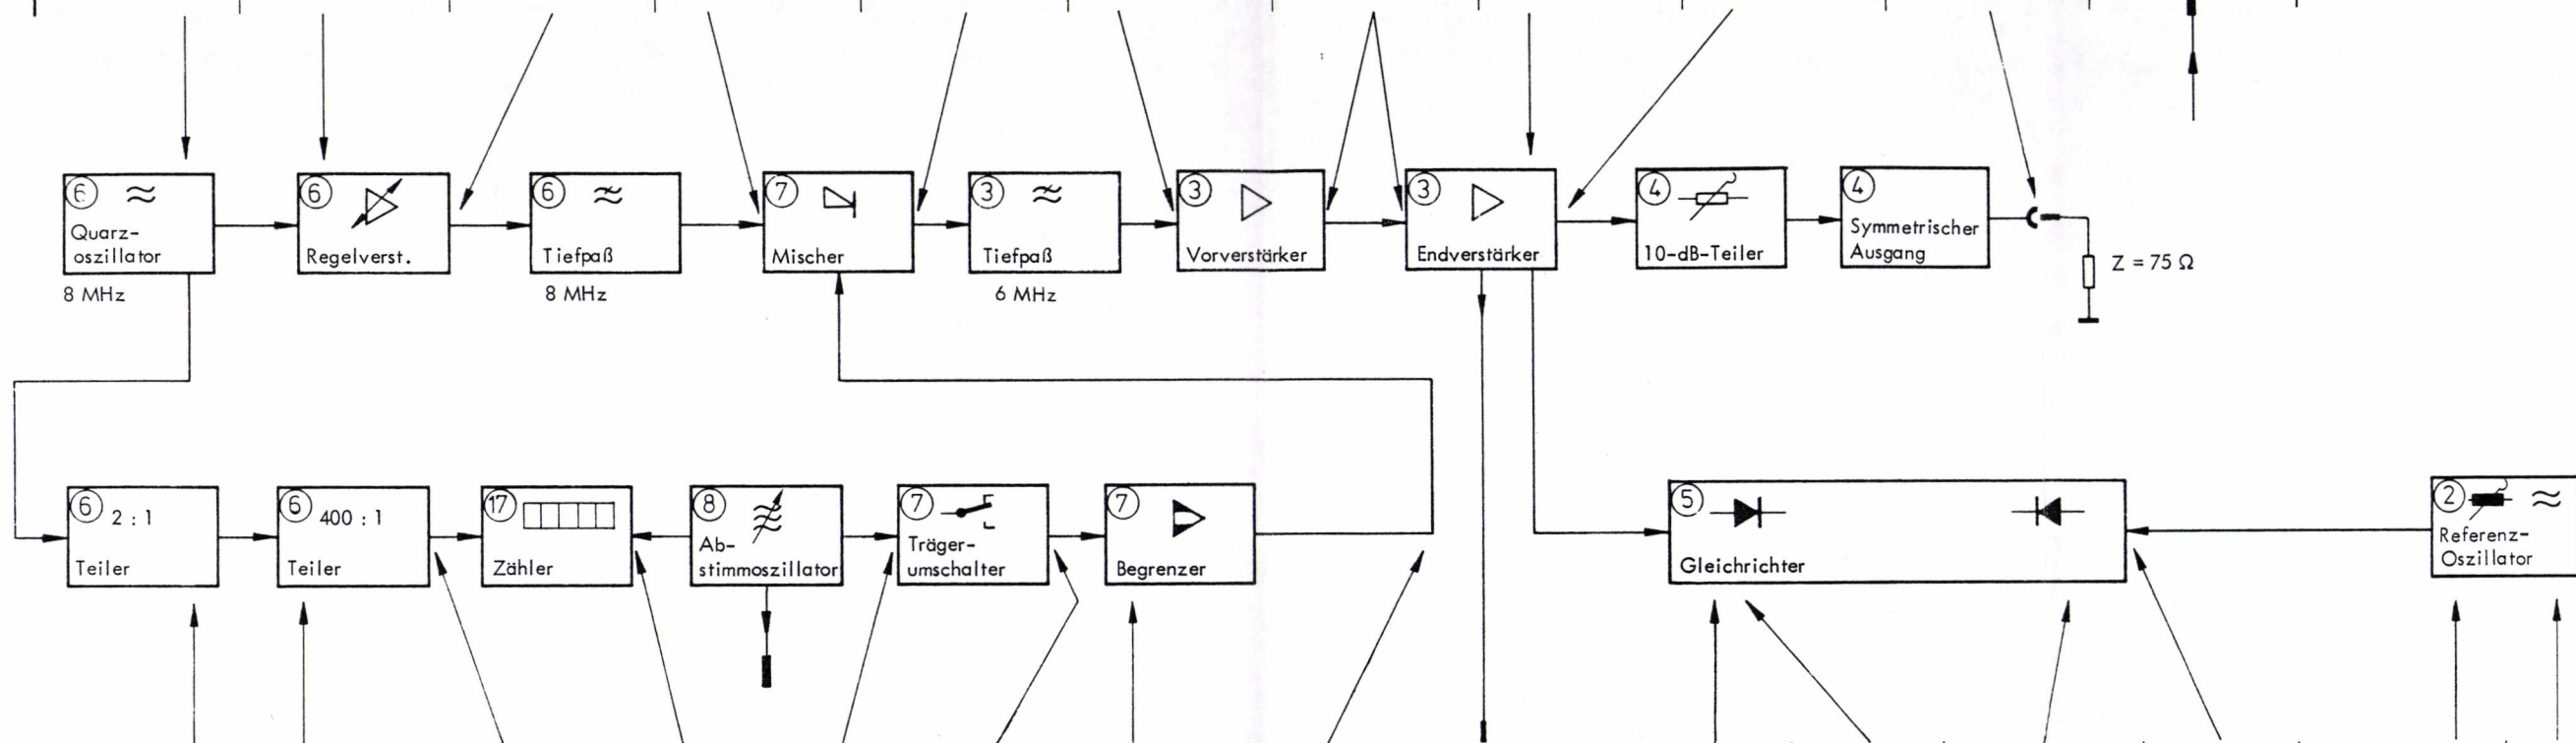 6
Quarz-
oszillator
8 MHz
6
Regelverst.
6
Tiefpaß
8 MHz
7
Mischer
3
Tiefpaß
6 MHz
3
Vorverstärker
3
Endverstärker
4
10-dB-Teiler
4
Symmetrischer
Ausgang
Z = 75 Ω
6
2 : 1
Teiler
6
400 : 1
Teiler
17
Zähler
8
Ab-
stimmoszillator
7
Träger-
umschalter
7
Begrenzer
5
Gleichrichter
2
Referenz-
Oszillator